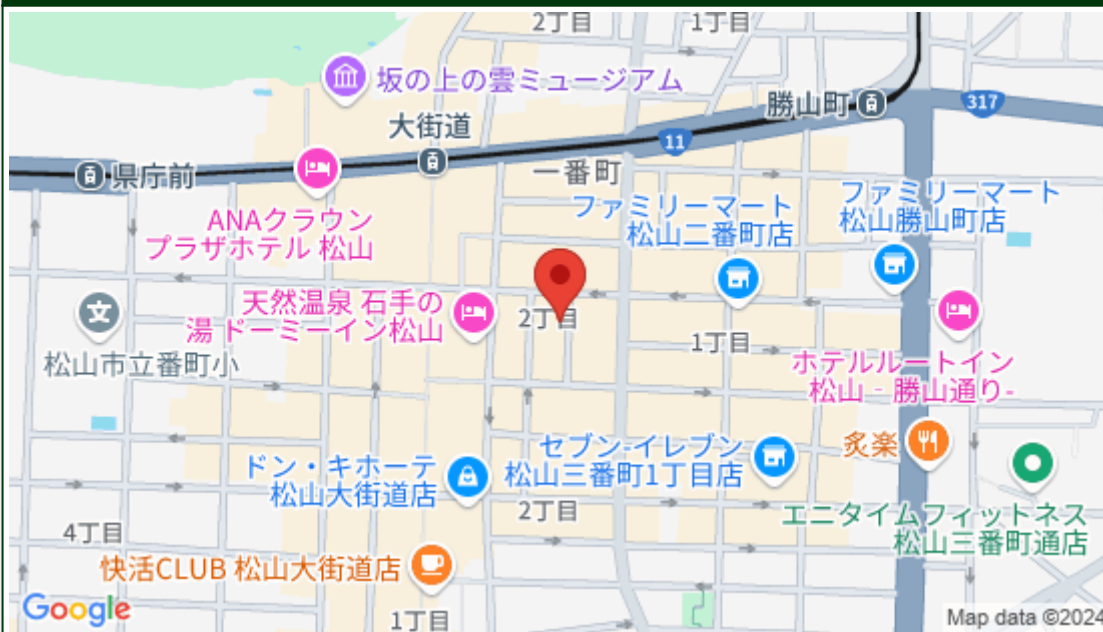 2丁目
1丁目
坂の上の雲ミュージアム
勝山町
317
大街道
11
県庁前
一番町
ファミリーマート
松山二番町店
ファミリーマート
松山勝山町店
ANAクラウン
プラザホテル 松山
天然温泉 石手の
湯 ドーミーイン松山
2丁目
1丁目
文
松山市立番町小
ホテルルートイン
松山 - 勝山通り-
炙楽
セブン-イレブン
松山三番町1丁目店
ドン・キホーテ
松山大街道店
2丁目
エニタイムフィットネス
松山三番町通店
4丁目
快活CLUB 松山大街道店
1丁目
Google
Map data ©2024